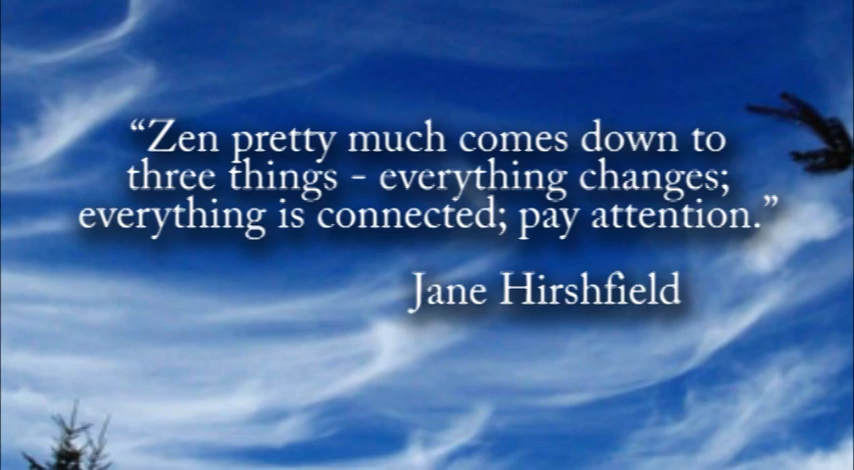 “Zen pretty much comes down to
three things - everything changes;
everything is connected; pay attention.”
Jane Hirshfield